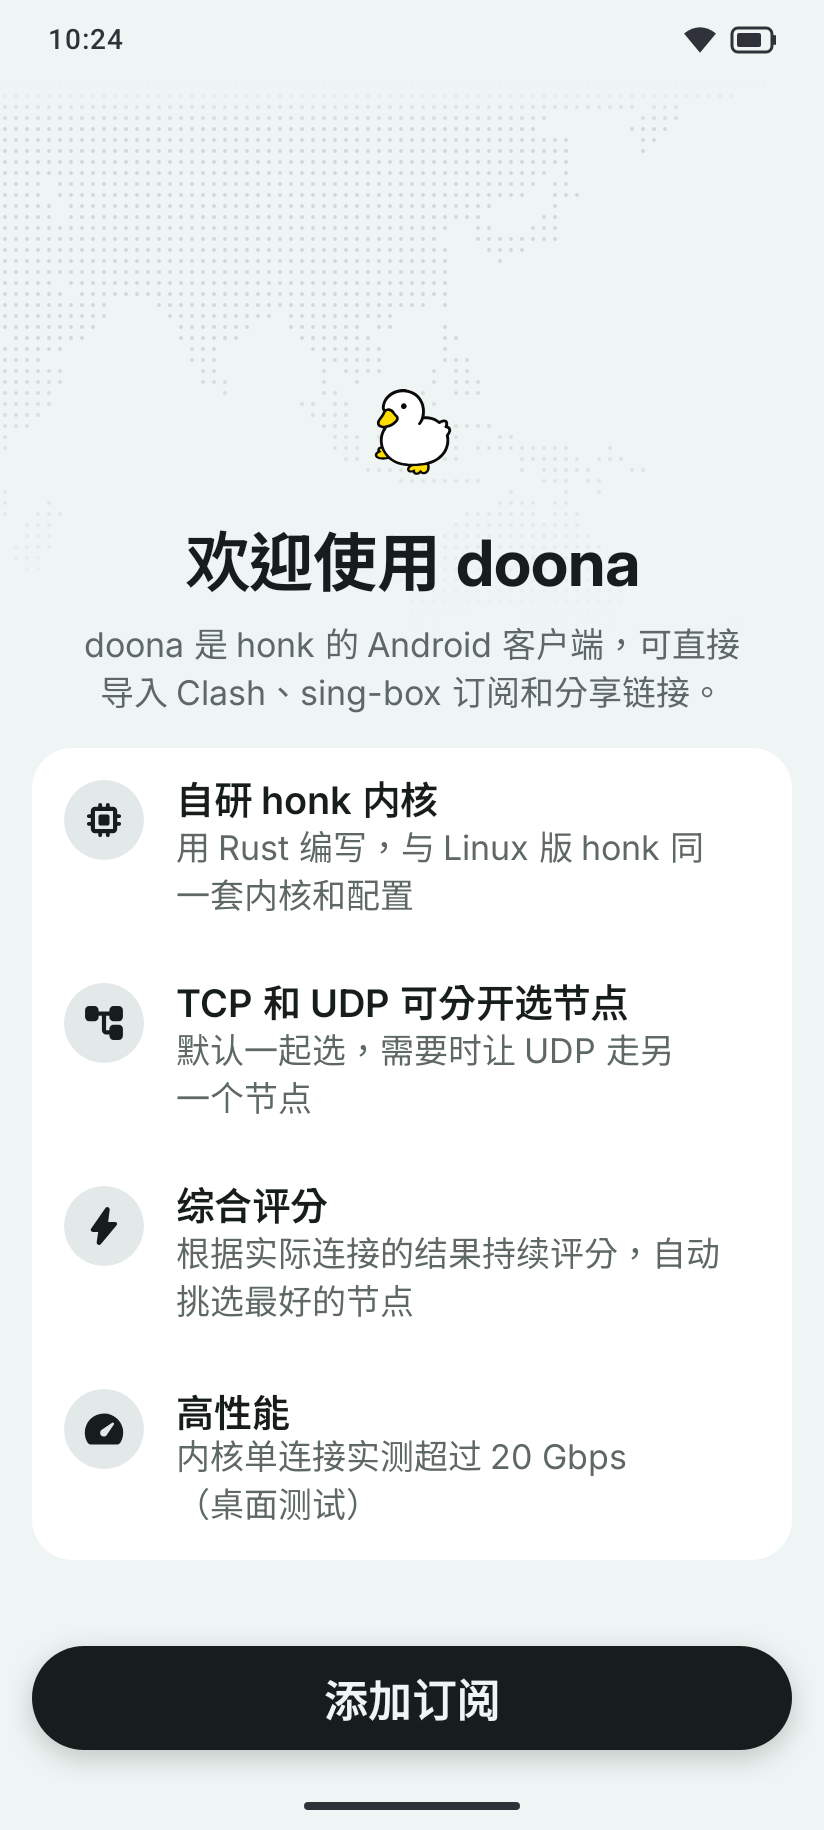 10:24
欢迎使用 doona
doona 是 honk 的 Android 客户端，可直接
导入 Clash、sing-box 订阅和分享链接。
自研 honk 内核
用 Rust 编写，与 Linux 版 honk 同
一套内核和配置
TCP 和 UDP 可分开选节点
默认一起选，需要时让 UDP 走另
一个节点
综合评分
根据实际连接的结果持续评分，自动
挑选最好的节点
高性能
内核单连接实测超过 20 Gbps
（桌面测试）
添加订阅